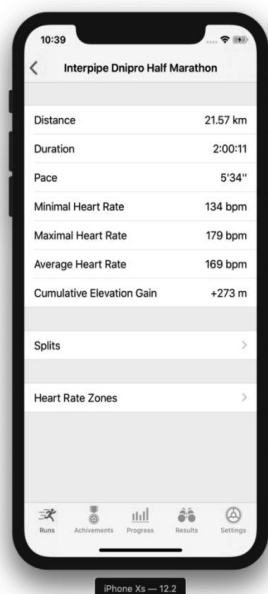 10:39
Interpipe Dnipro Half Marathon
Distance 21.57 km
Duration 2:00:11
Pace 5'34''
Minimal Heart Rate 134 bpm
Maximal Heart Rate 179 bpm
Average Heart Rate 169 bpm
Cumulative Elevation Gain +273 m
Splits
Heart Rate Zones
Runs Achivements Progress Results Settings
iPhone Xs — 12.2